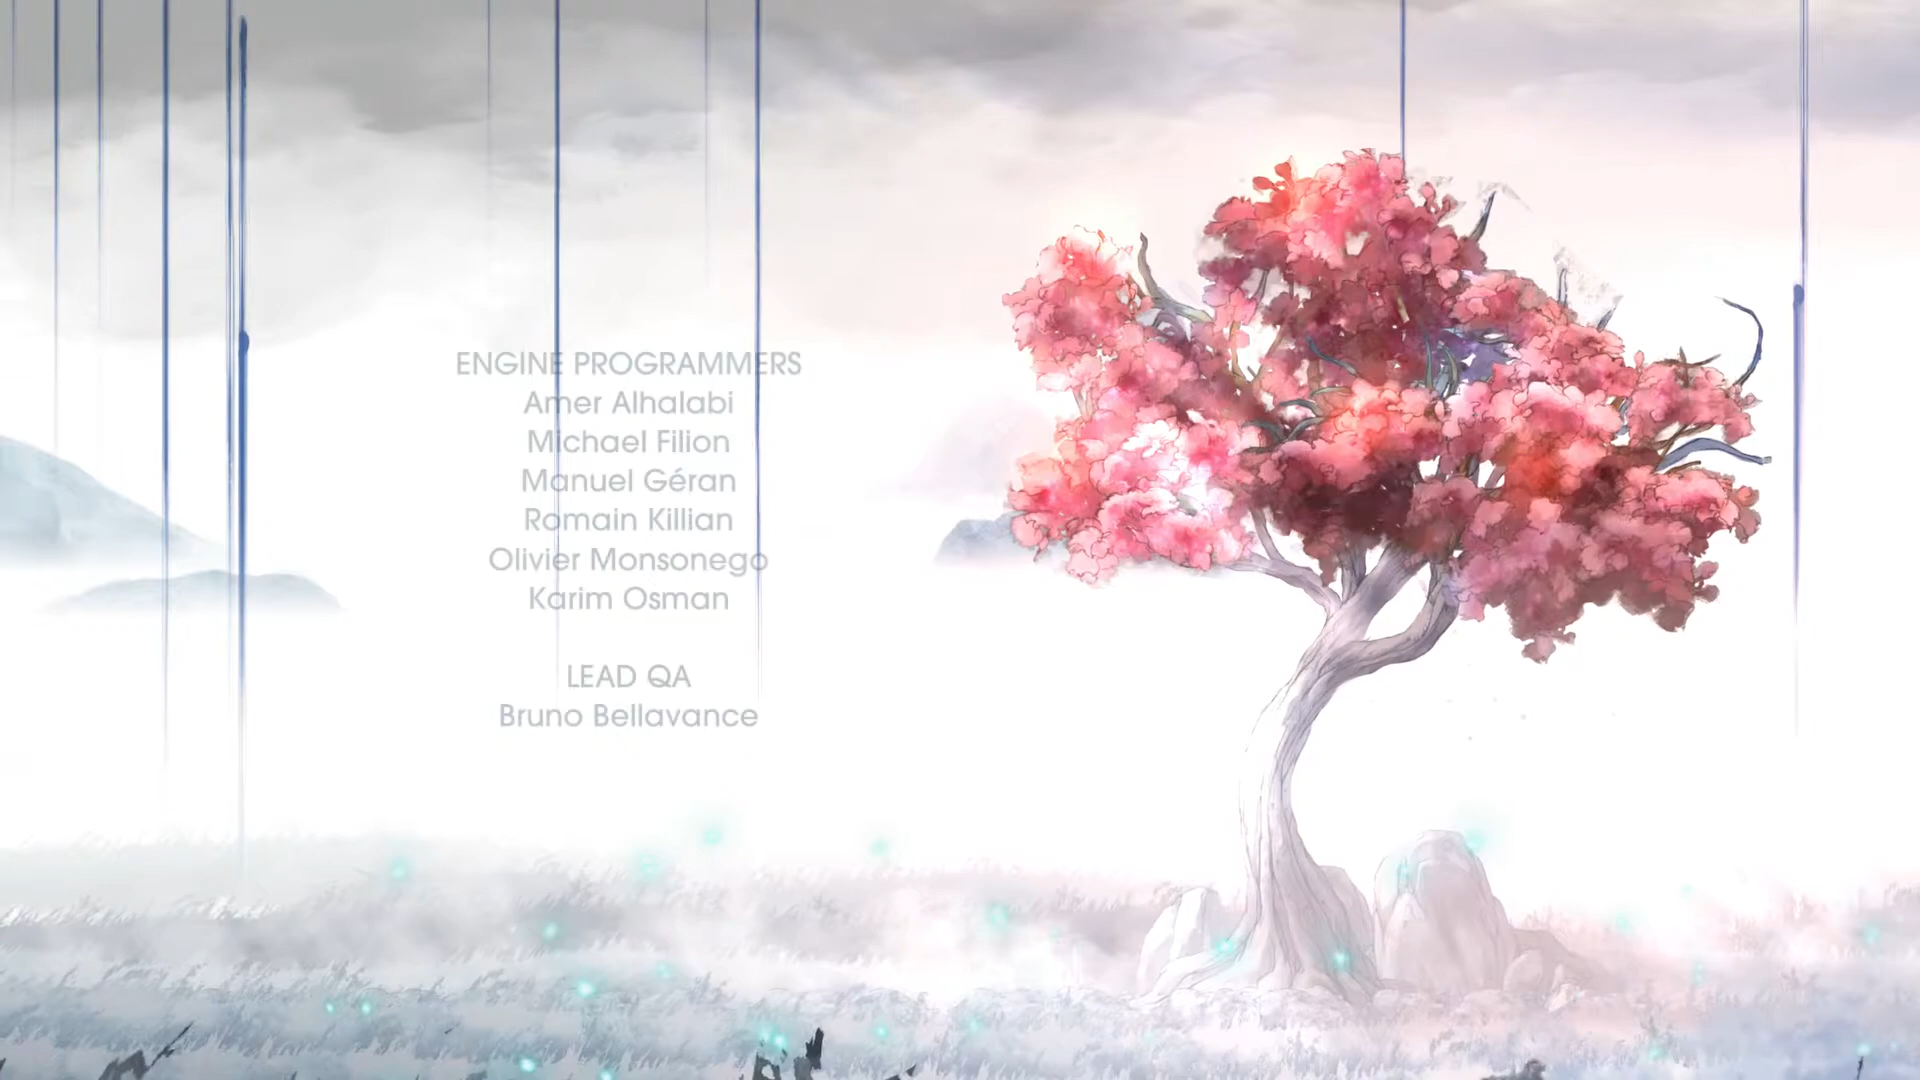 ENGINE PROGRAMMERS
Amer Alhalabi
Michael Filion
Manuel Géran
Romain Killian
Olivier Monsonego
Karim Osman
LEAD QA
Bruno Bellavance